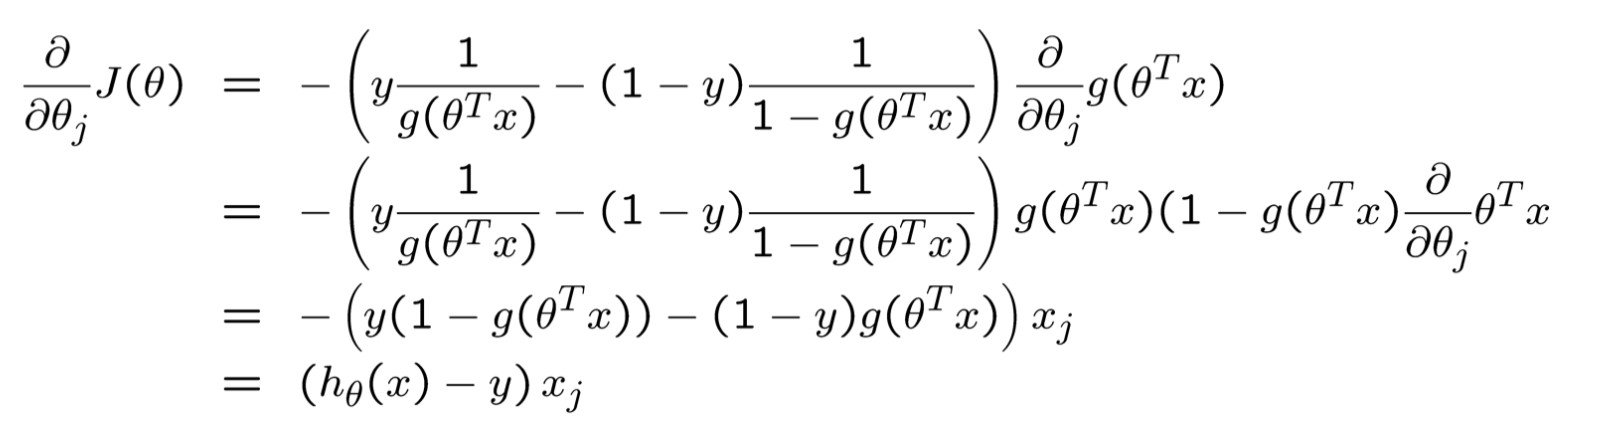 \frac{\partial}{\partial\theta_j} J(\theta) = -\left( y\frac{1}{g(\theta^T x)} - (1-y)\frac{1}{1-g(\theta^T x)} \right) \frac{\partial}{\partial\theta_j} g(\theta^T x)
= -\left( y\frac{1}{g(\theta^T x)} - (1-y)\frac{1}{1-g(\theta^T x)} \right) g(\theta^T x)(1-g(\theta^T x) \frac{\partial}{\partial\theta_j} \theta^T x
= -\left( y(1-g(\theta^T x)) - (1-y)g(\theta^T x) \right) x_j
= (h_\theta(x) - y) x_j